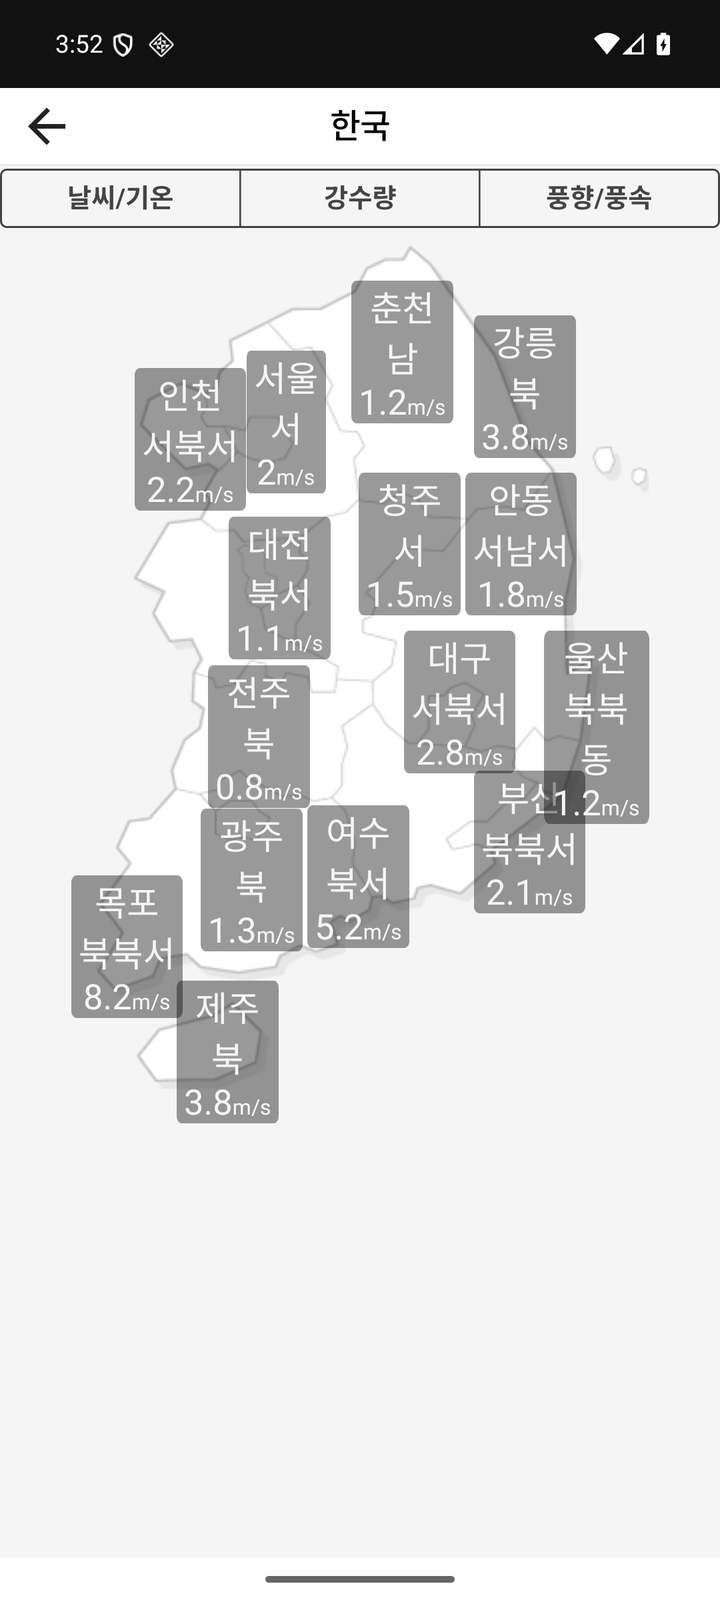 3:52
한국
날씨/기온
강수량
풍향/풍속
춘천
남
1.2m/s
강릉
북
3.8m/s
서울
서
2m/s
인천
서북서
2.2m/s
청주
서
1.5m/s
안동
서남서
1.8m/s
대전
북서
1.1m/s
대구
서북서
2.8m/s
울산
북북
동
1.2m/s
전주
북
0.8m/s
부산
북북서
2.1m/s
광주
북
1.3m/s
여수
북서
5.2m/s
목포
북북서
8.2m/s
제주
북
3.8m/s